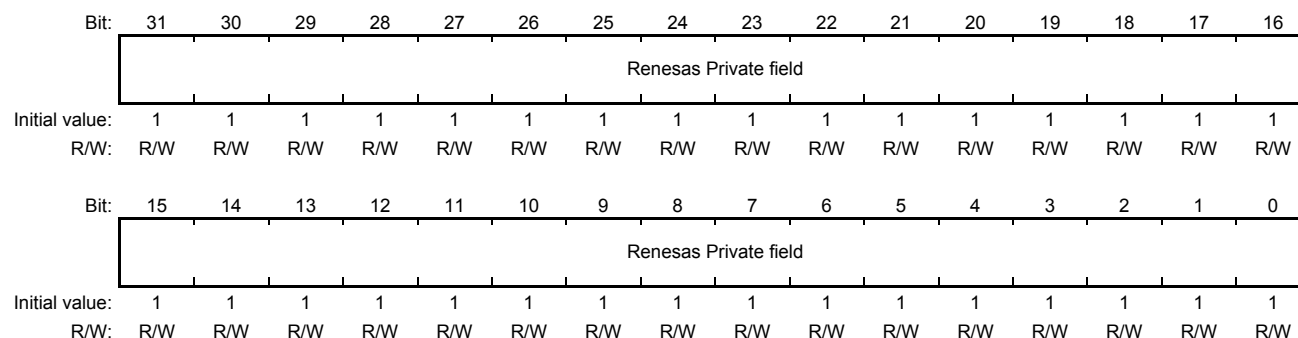 Bit: 31 30 29 28 27 26 25 24 23 22 21 20 19 18 17 16
Renesas Private field
Initial value: 1 1 1 1 1 1 1 1 1 1 1 1 1 1 1 1
R/W: R/W R/W R/W R/W R/W R/W R/W R/W R/W R/W R/W R/W R/W R/W R/W R/W
Bit: 15 14 13 12 11 10 9 8 7 6 5 4 3 2 1 0
Renesas Private field
Initial value: 1 1 1 1 1 1 1 1 1 1 1 1 1 1 1 1
R/W: R/W R/W R/W R/W R/W R/W R/W R/W R/W R/W R/W R/W R/W R/W R/W R/W